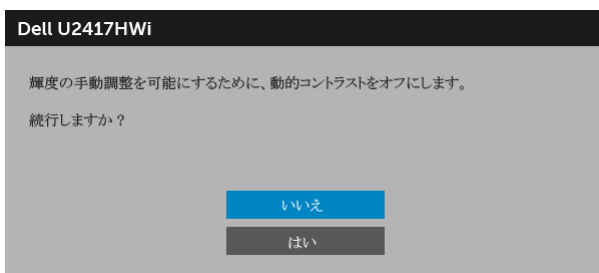 Dell U2417HWi
輝度の手動調整を可能にするために、動的コントラストをオフにします。
続行しますか？
いいえ
はい